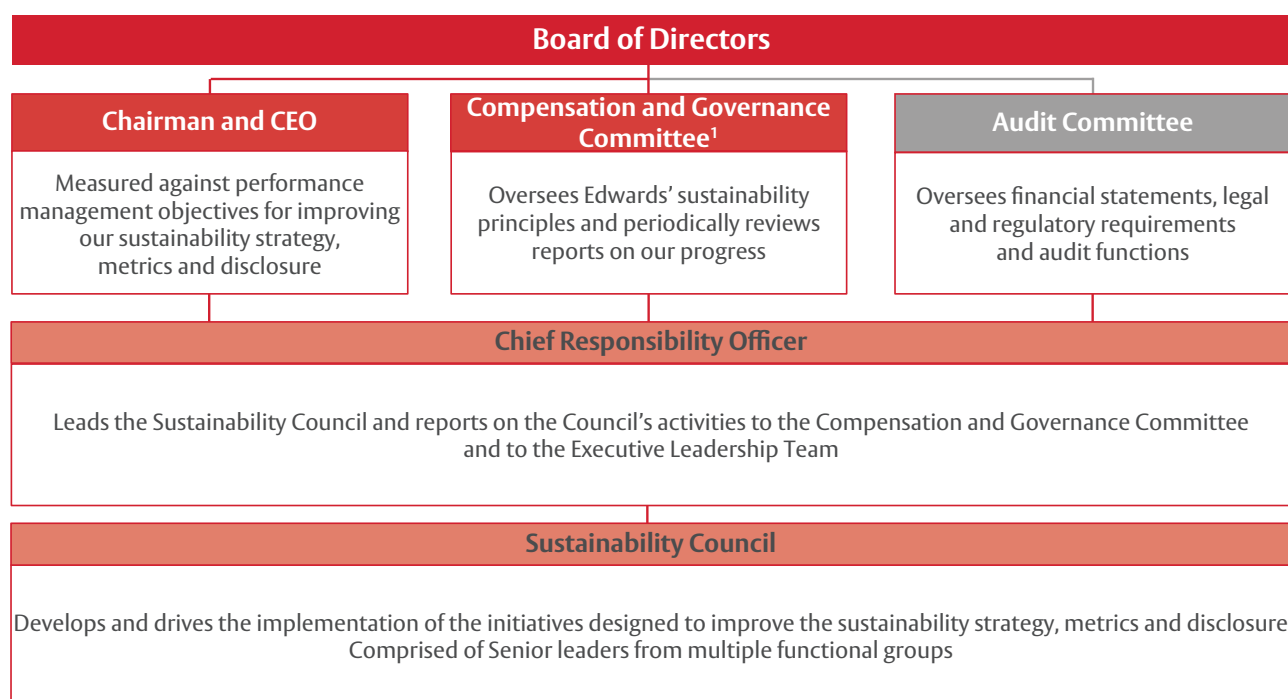 Board of Directors
Chairman and CEO
Measured against performance
management objectives for improving
our sustainability strategy,
metrics and disclosure
Compensation and Governance
Committee¹
Oversees Edwards’ sustainability
principles and periodically reviews
reports on our progress
Audit Committee
Oversees financial statements, legal
and regulatory requirements
and audit functions
Chief Responsibility Officer
Leads the Sustainability Council and reports on the Council’s activities to the Compensation and Governance Committee
and to the Executive Leadership Team
Sustainability Council
Develops and drives the implementation of the initiatives designed to improve the sustainability strategy, metrics and disclosure
Comprised of Senior leaders from multiple functional groups